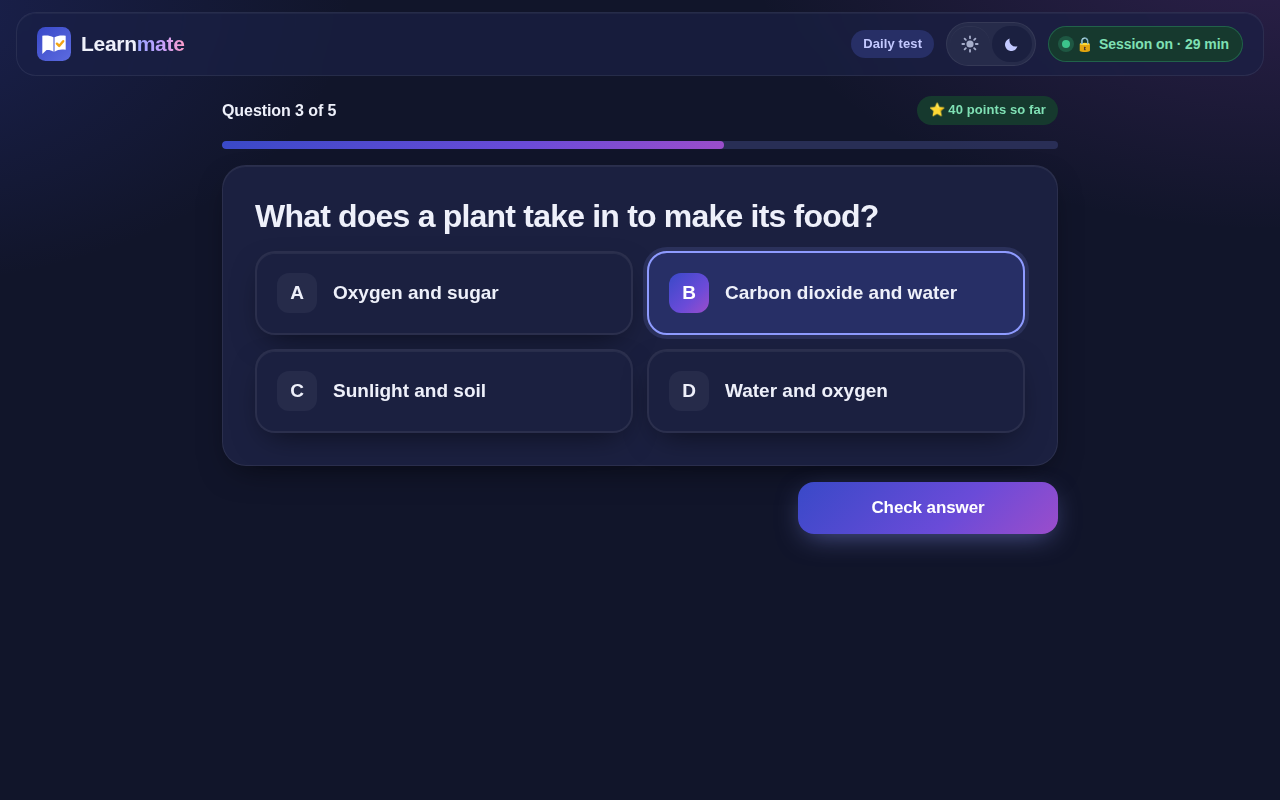 Learnmate
Daily test
Session on · 29 min
Question 3 of 5
40 points so far
What does a plant take in to make its food?
A Oxygen and sugar
B Carbon dioxide and water
C Sunlight and soil
D Water and oxygen
Check answer